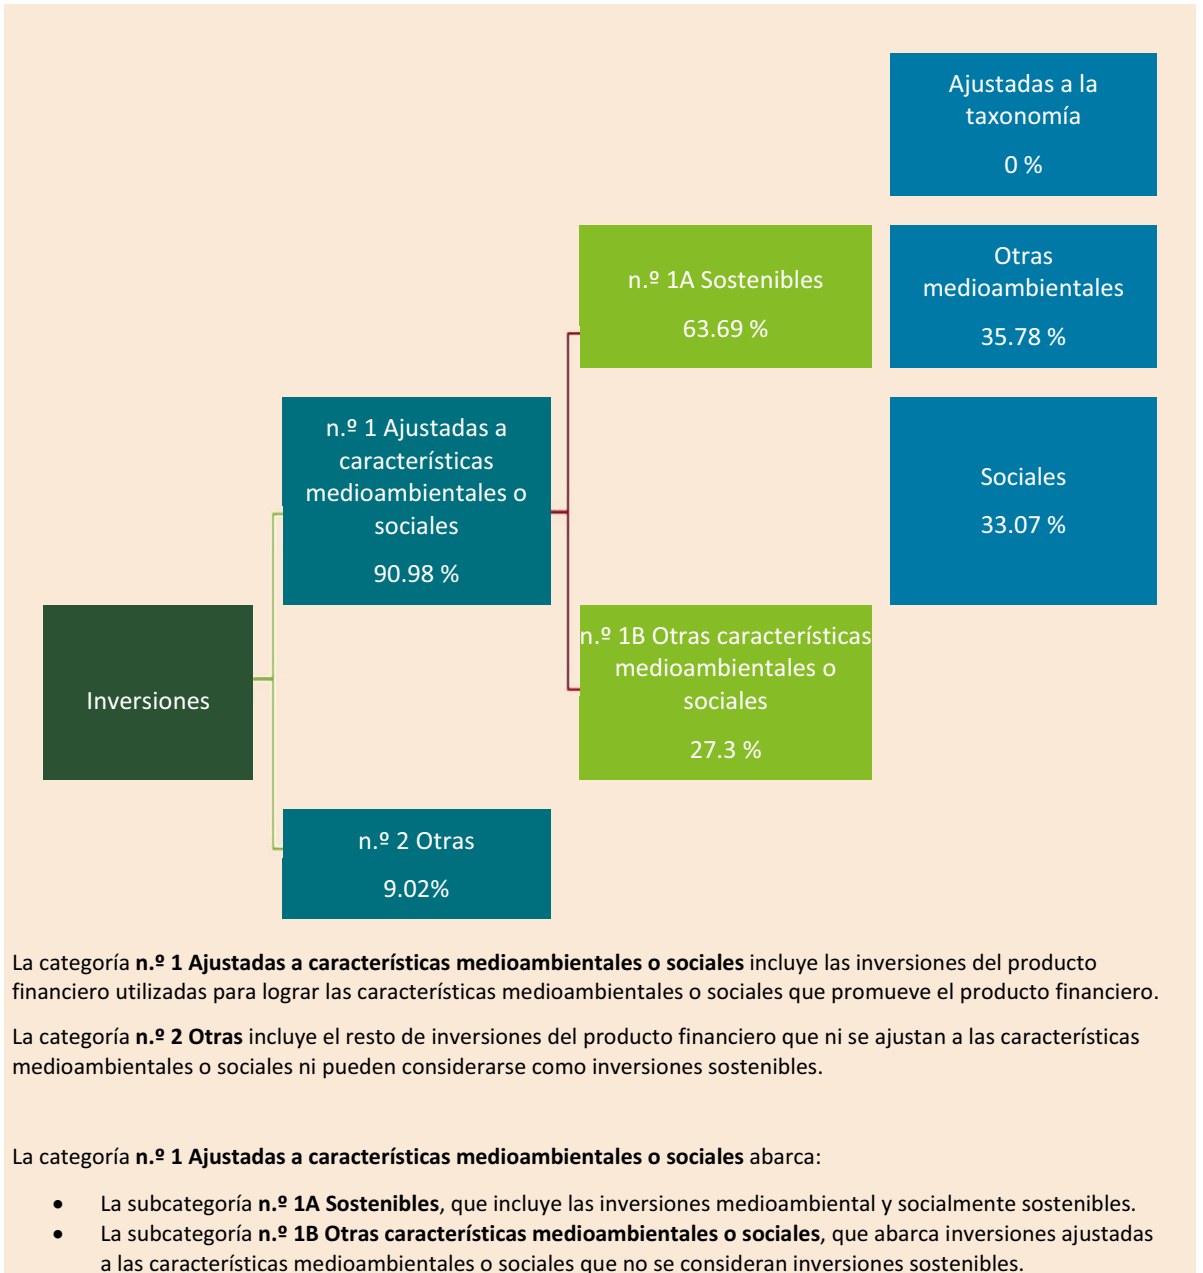 Ajustadas a la
taxonomía
0 %
n.º 1A Sostenibles
63.69 %
Otras
medioambientales
35.78 %
n.º 1 Ajustadas a
características
medioambientales o
sociales
90.98 %
Sociales
33.07 %
Inversiones
n.º 1B Otras características
medioambientales o
sociales
27.3 %
n.º 2 Otras
9.02%
La categoría n.º 1 Ajustadas a características medioambientales o sociales incluye las inversiones del producto
financiero utilizadas para lograr las características medioambientales o sociales que promueve el producto financiero.
La categoría n.º 2 Otras incluye el resto de inversiones del producto financiero que ni se ajustan a las características
medioambientales o sociales ni pueden considerarse como inversiones sostenibles.
La categoría n.º 1 Ajustadas a características medioambientales o sociales abarca:
• La subcategoría n.º 1A Sostenibles, que incluye las inversiones medioambiental y socialmente sostenibles.
• La subcategoría n.º 1B Otras características medioambientales o sociales, que abarca inversiones ajustadas
a las características medioambientales o sociales que no se consideran inversiones sostenibles.